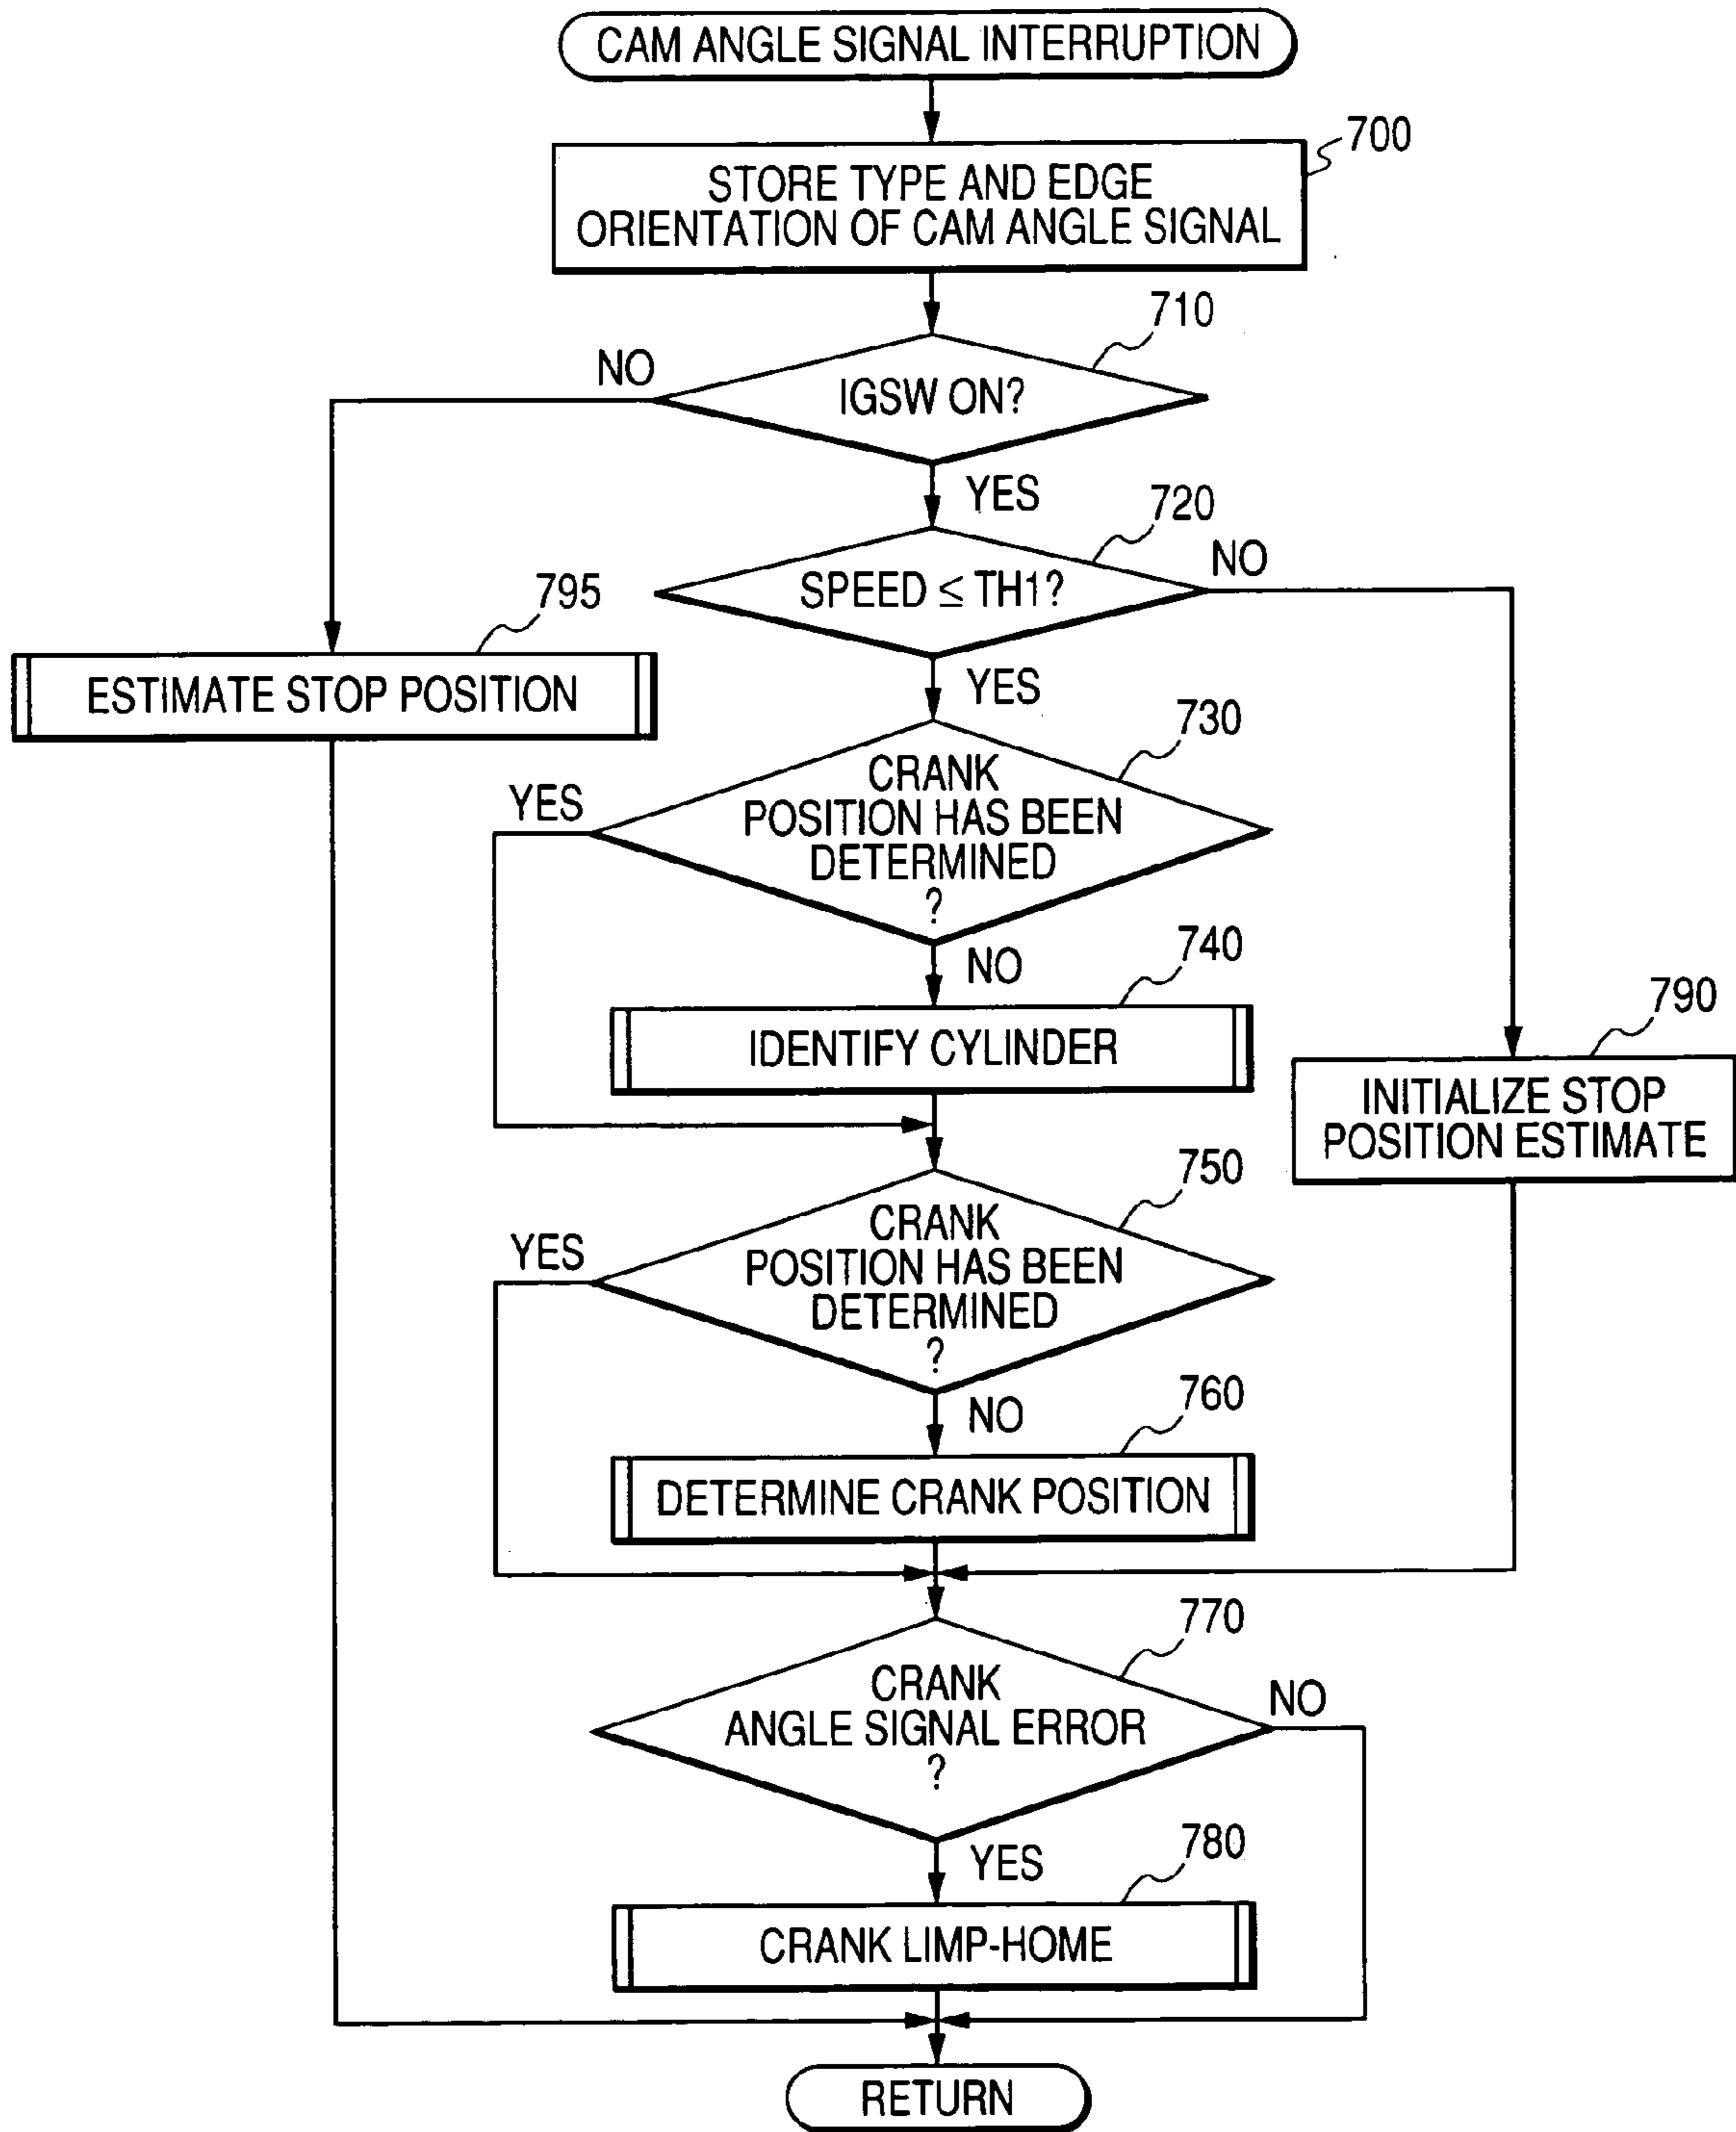 CAM ANGLE SIGNAL INTERRUPTION
700
STORE TYPE AND EDGE
ORIENTATION OF CAM ANGLE SIGNAL
710
NO
IGSW ON?
YES
720
NO
SPEED ≤ TH1?
795
ESTIMATE STOP POSITION
YES
730
CRANK
YES
POSITION HAS BEEN
DETERMINED
?
NO
740
IDENTIFY CYLINDER
790
INITIALIZE STOP
POSITION ESTIMATE
750
CRANK
YES
POSITION HAS BEEN
DETERMINED
?
NO
760
DETERMINE CRANK POSITION
770
CRANK
NO
ANGLE SIGNAL ERROR
?
YES
780
CRANK LIMP-HOME
RETURN